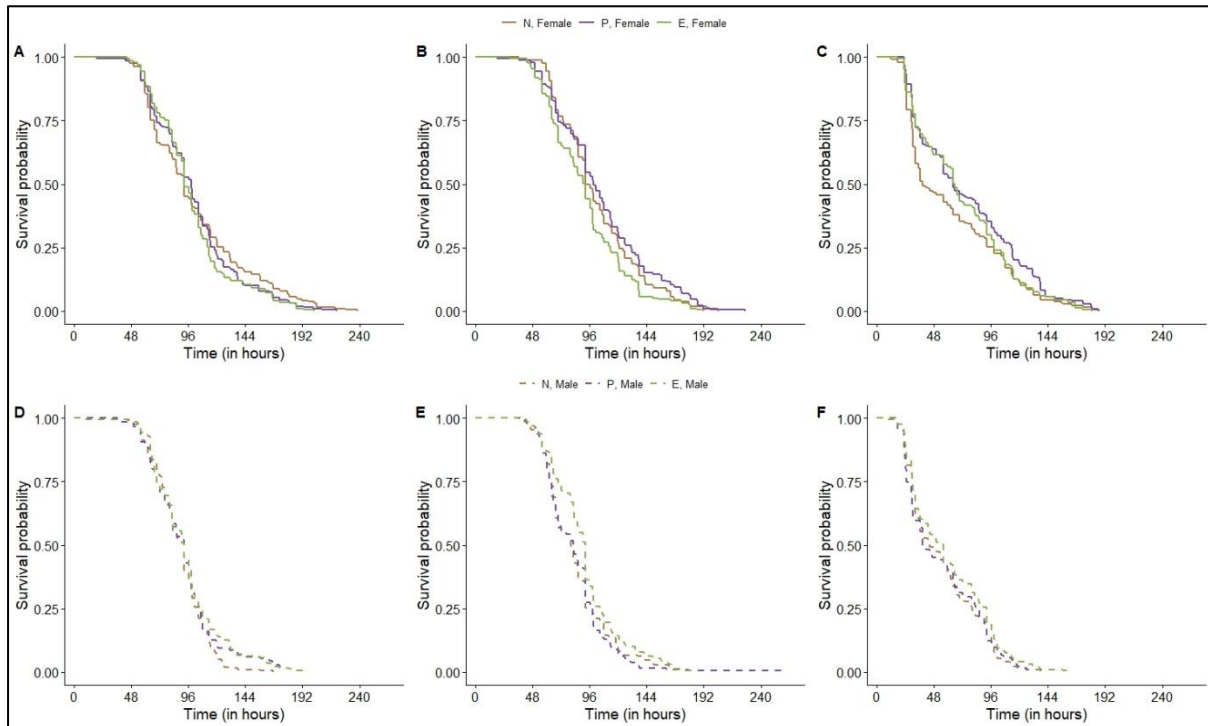 N, Female P, Female E, Female
A B C
1.00 1.00 1.00
0.75 0.75 0.75
0.50 0.50 0.50
0.25 0.25 0.25
0.00 0.00 0.00
Survival probability Survival probability Survival probability
0 48 96 144 192 240 0 48 96 144 192 240 0 48 96 144 192 240
Time (in hours) Time (in hours) Time (in hours)
N, Male P, Male E, Male
D E F
1.00 1.00 1.00
0.75 0.75 0.75
0.50 0.50 0.50
0.25 0.25 0.25
0.00 0.00 0.00
Survival probability Survival probability Survival probability
0 48 96 144 192 240 0 48 96 144 192 240 0 48 96 144 192 240
Time (in hours) Time (in hours) Time (in hours)